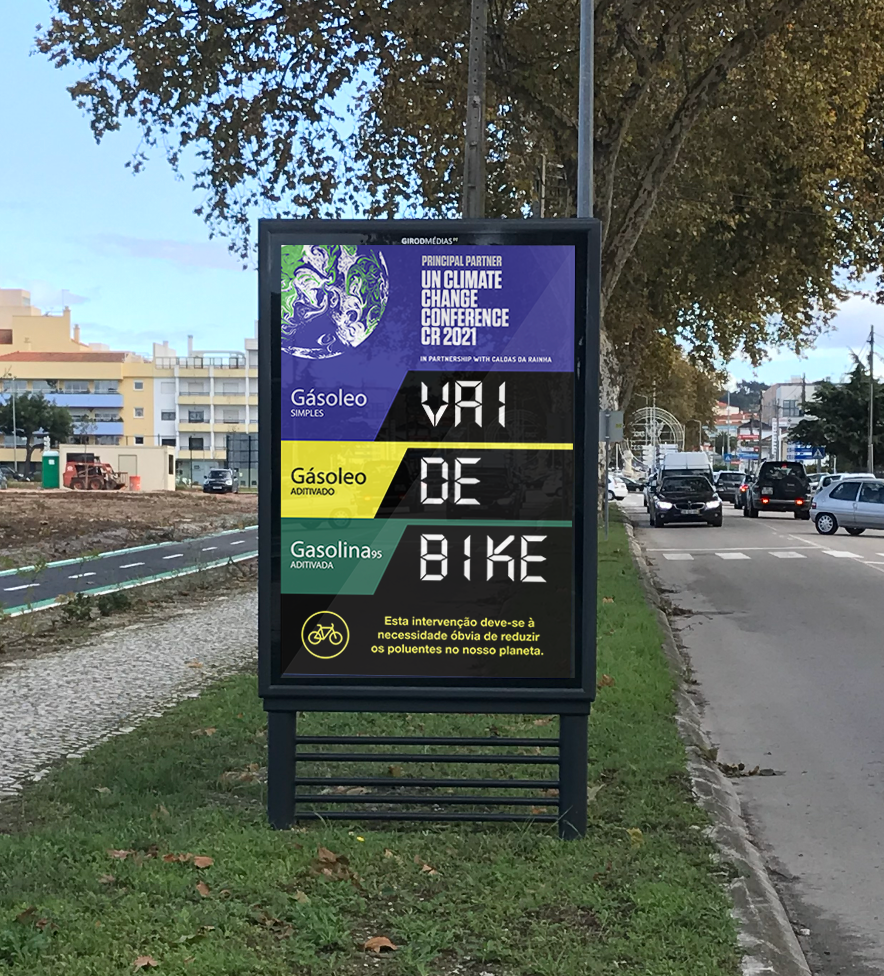 GIRODMÉDIAS PT
PRINCIPAL PARTNER
UN CLIMATE
CHANGE
CONFERENCE
CR 2021
IN PARTNERSHIP WITH CALDAS DA RAINHA
Gásoleo
SIMPLES
VAI
Gásoleo
ADITIVADO
DE
Gasolina95
ADITIVADA
BIKE
Esta intervenção deve-se à
necessidade óbvia de reduzir
os poluentes no nosso planeta.